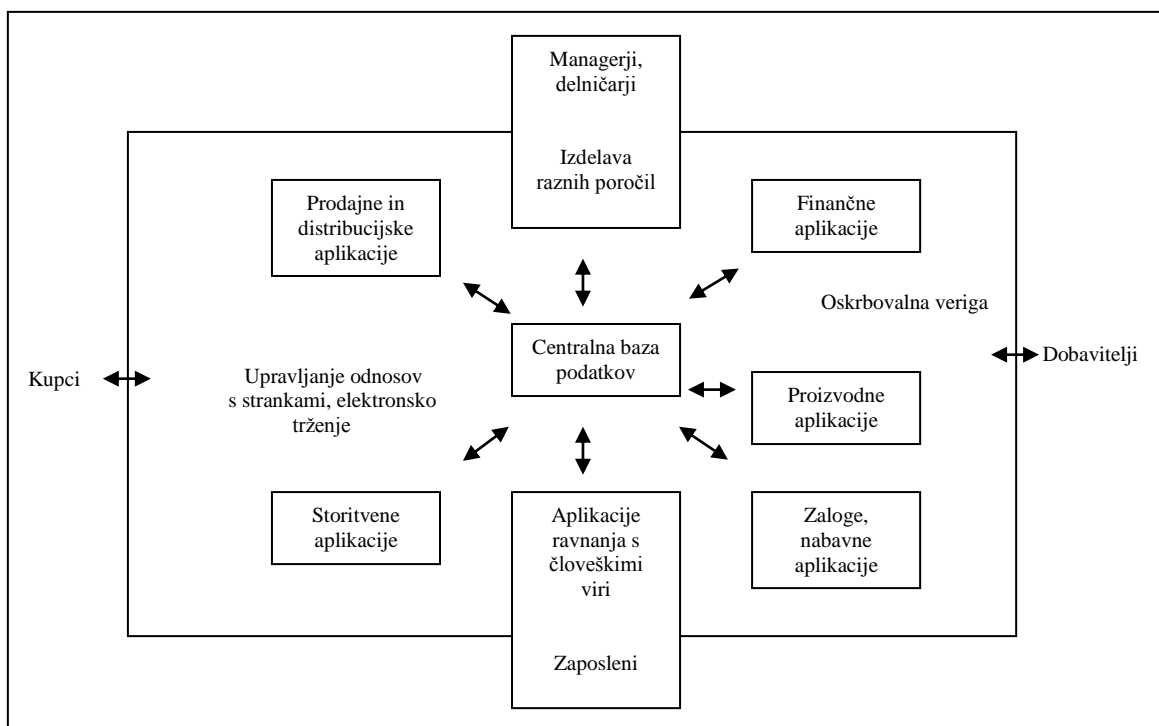 Managerji,
delničarji
Izdelava
raznih poročil
Prodajne in
distribucijske
aplikacije
Finančne
aplikacije
Oskrbovalna veriga
Centralna baza
podatkov
Kupci
Dobavitelji
Upravljanje odnosov
s strankami, elektronsko
trženje
Proizvodne
aplikacije
Storitvene
aplikacije
Aplikacije
ravnanja s
človeškimi
viri
Zaloge,
nabavne
aplikacije
Zaposleni